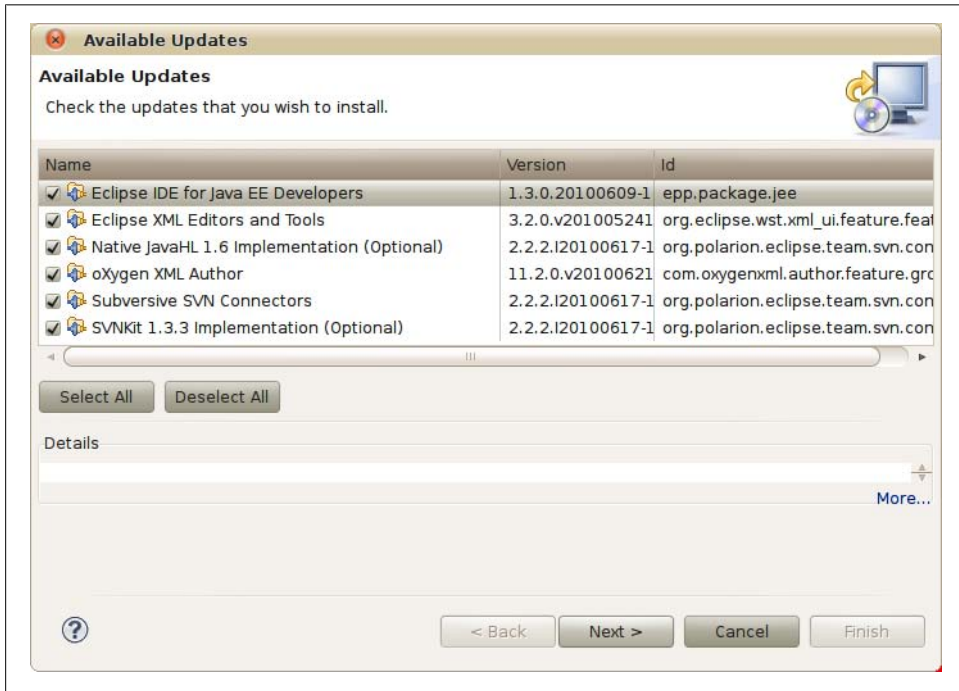 Available Updates
Available Updates
Check the updates that you wish to install.
Name Version Id
Eclipse IDE for Java EE Developers 1.3.0.20100609-1 epp.package.jee
Eclipse XML Editors and Tools 3.2.0.v201005241 org.eclipse.wst.xml_ui.feature.feat
Native JavaHL 1.6 Implementation (Optional) 2.2.2.I20100617-1 org.polarion.eclipse.team.svn.con
oXygen XML Author 11.2.0.v20100621 com.oxygenxml.author.feature.grc
Subversive SVN Connectors 2.2.2.I20100617-1 org.polarion.eclipse.team.svn.con
SVNKit 1.3.3 Implementation (Optional) 2.2.2.I20100617-1 org.polarion.eclipse.team.svn.con
Select All Deselect All
Details
More...
? < Back Next > Cancel Finish